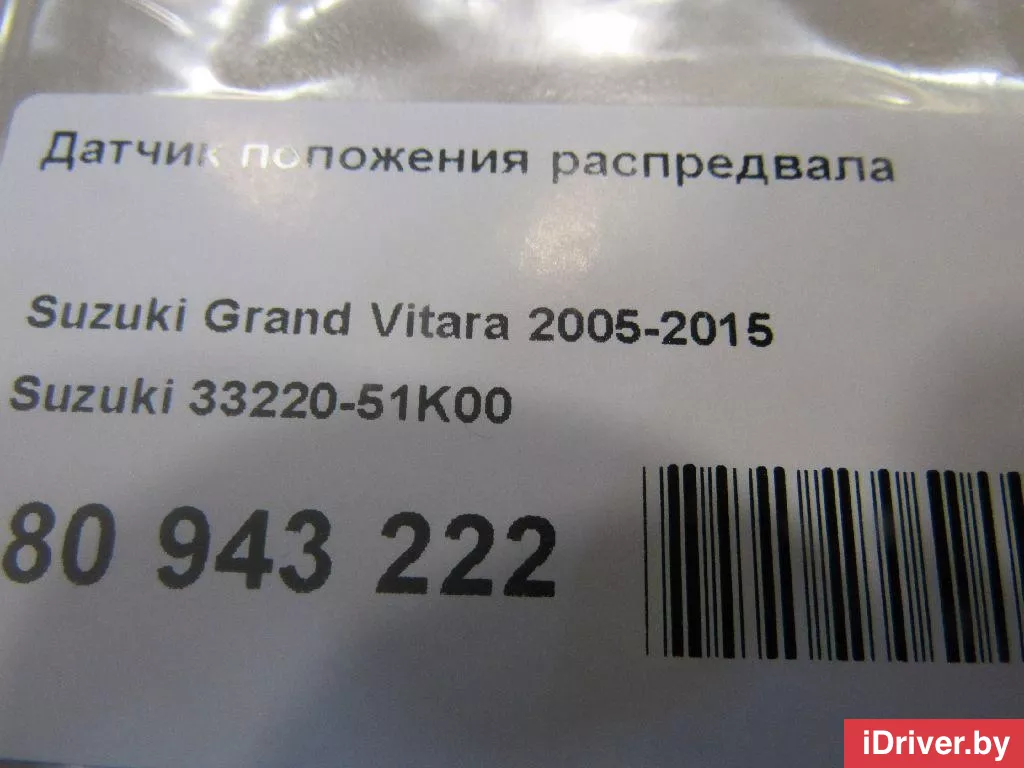 Датчик положения распредвала
Suzuki Grand Vitara 2005-2015
Suzuki 33220-51K00
80 943 222
iDriver.by